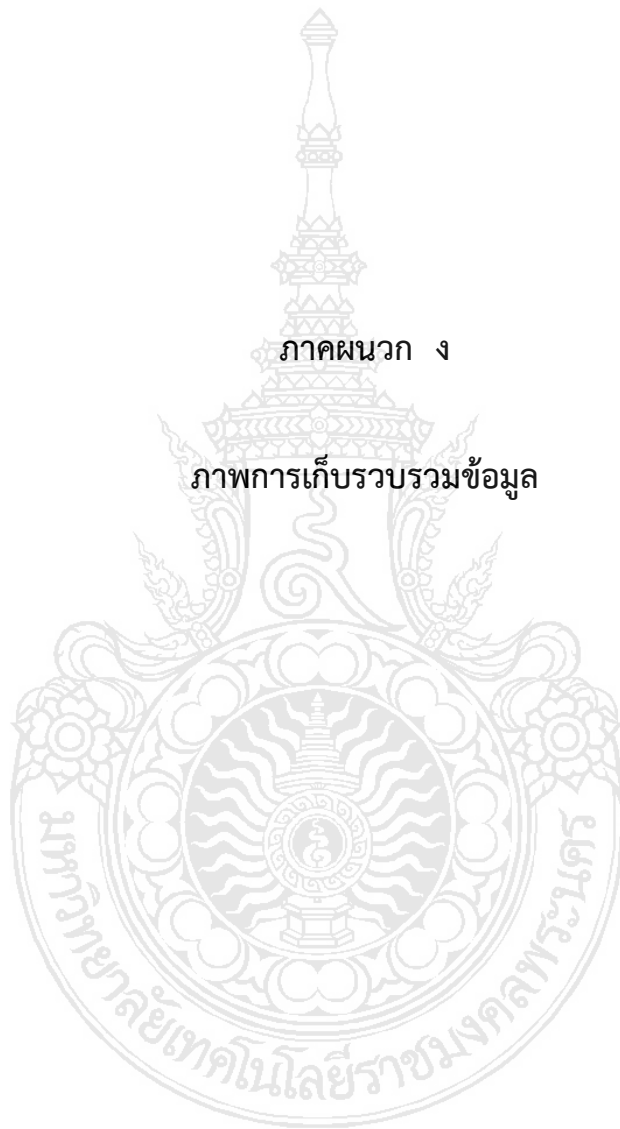 ภาคผนวก ง
ภาพการเก็บรวบรวมข้อมูล
มหาวิทยาลัยเทคโนโลยีราชมงคลพระนคร